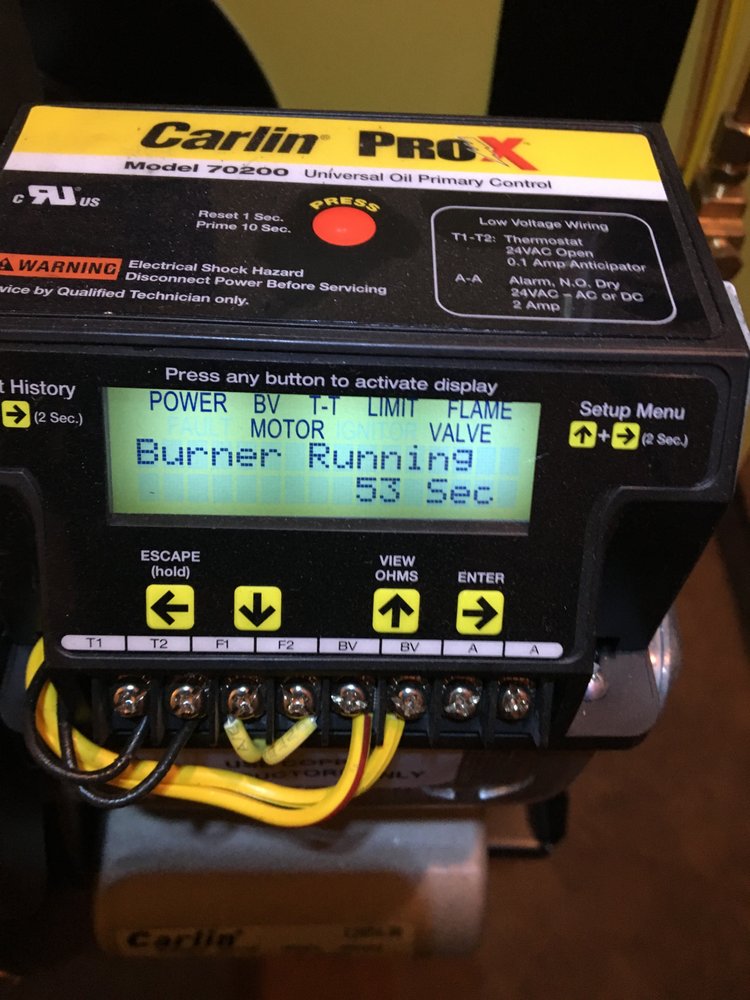 Carlin® PROX
Model 70200 Universal Oil Primary Control
c RU US
PRESS
Reset 1 Sec.
Prime 10 Sec.
WARNING Electrical Shock Hazard
Disconnect Power Before Servicing
vice by Qualified Technician only.
Low Voltage Wiring
T1-T2: Thermostat
24VAC Open
0.1 Amp Anticipator
A-A Alarm, N.O. Dry
24VAC - AC or DC
2 Amp
Press any button to activate display
t History
(2 Sec.)
POWER BV T-T LIMIT FLAME
FAULT MOTOR IGNITOR VALVE
Burner Running
53 Sec
Setup Menu
+ (2 Sec.)
ESCAPE
(hold)
VIEW
OHMS
ENTER
T1 T2 F1 F2 BV BV A A
ONLY
Carlin